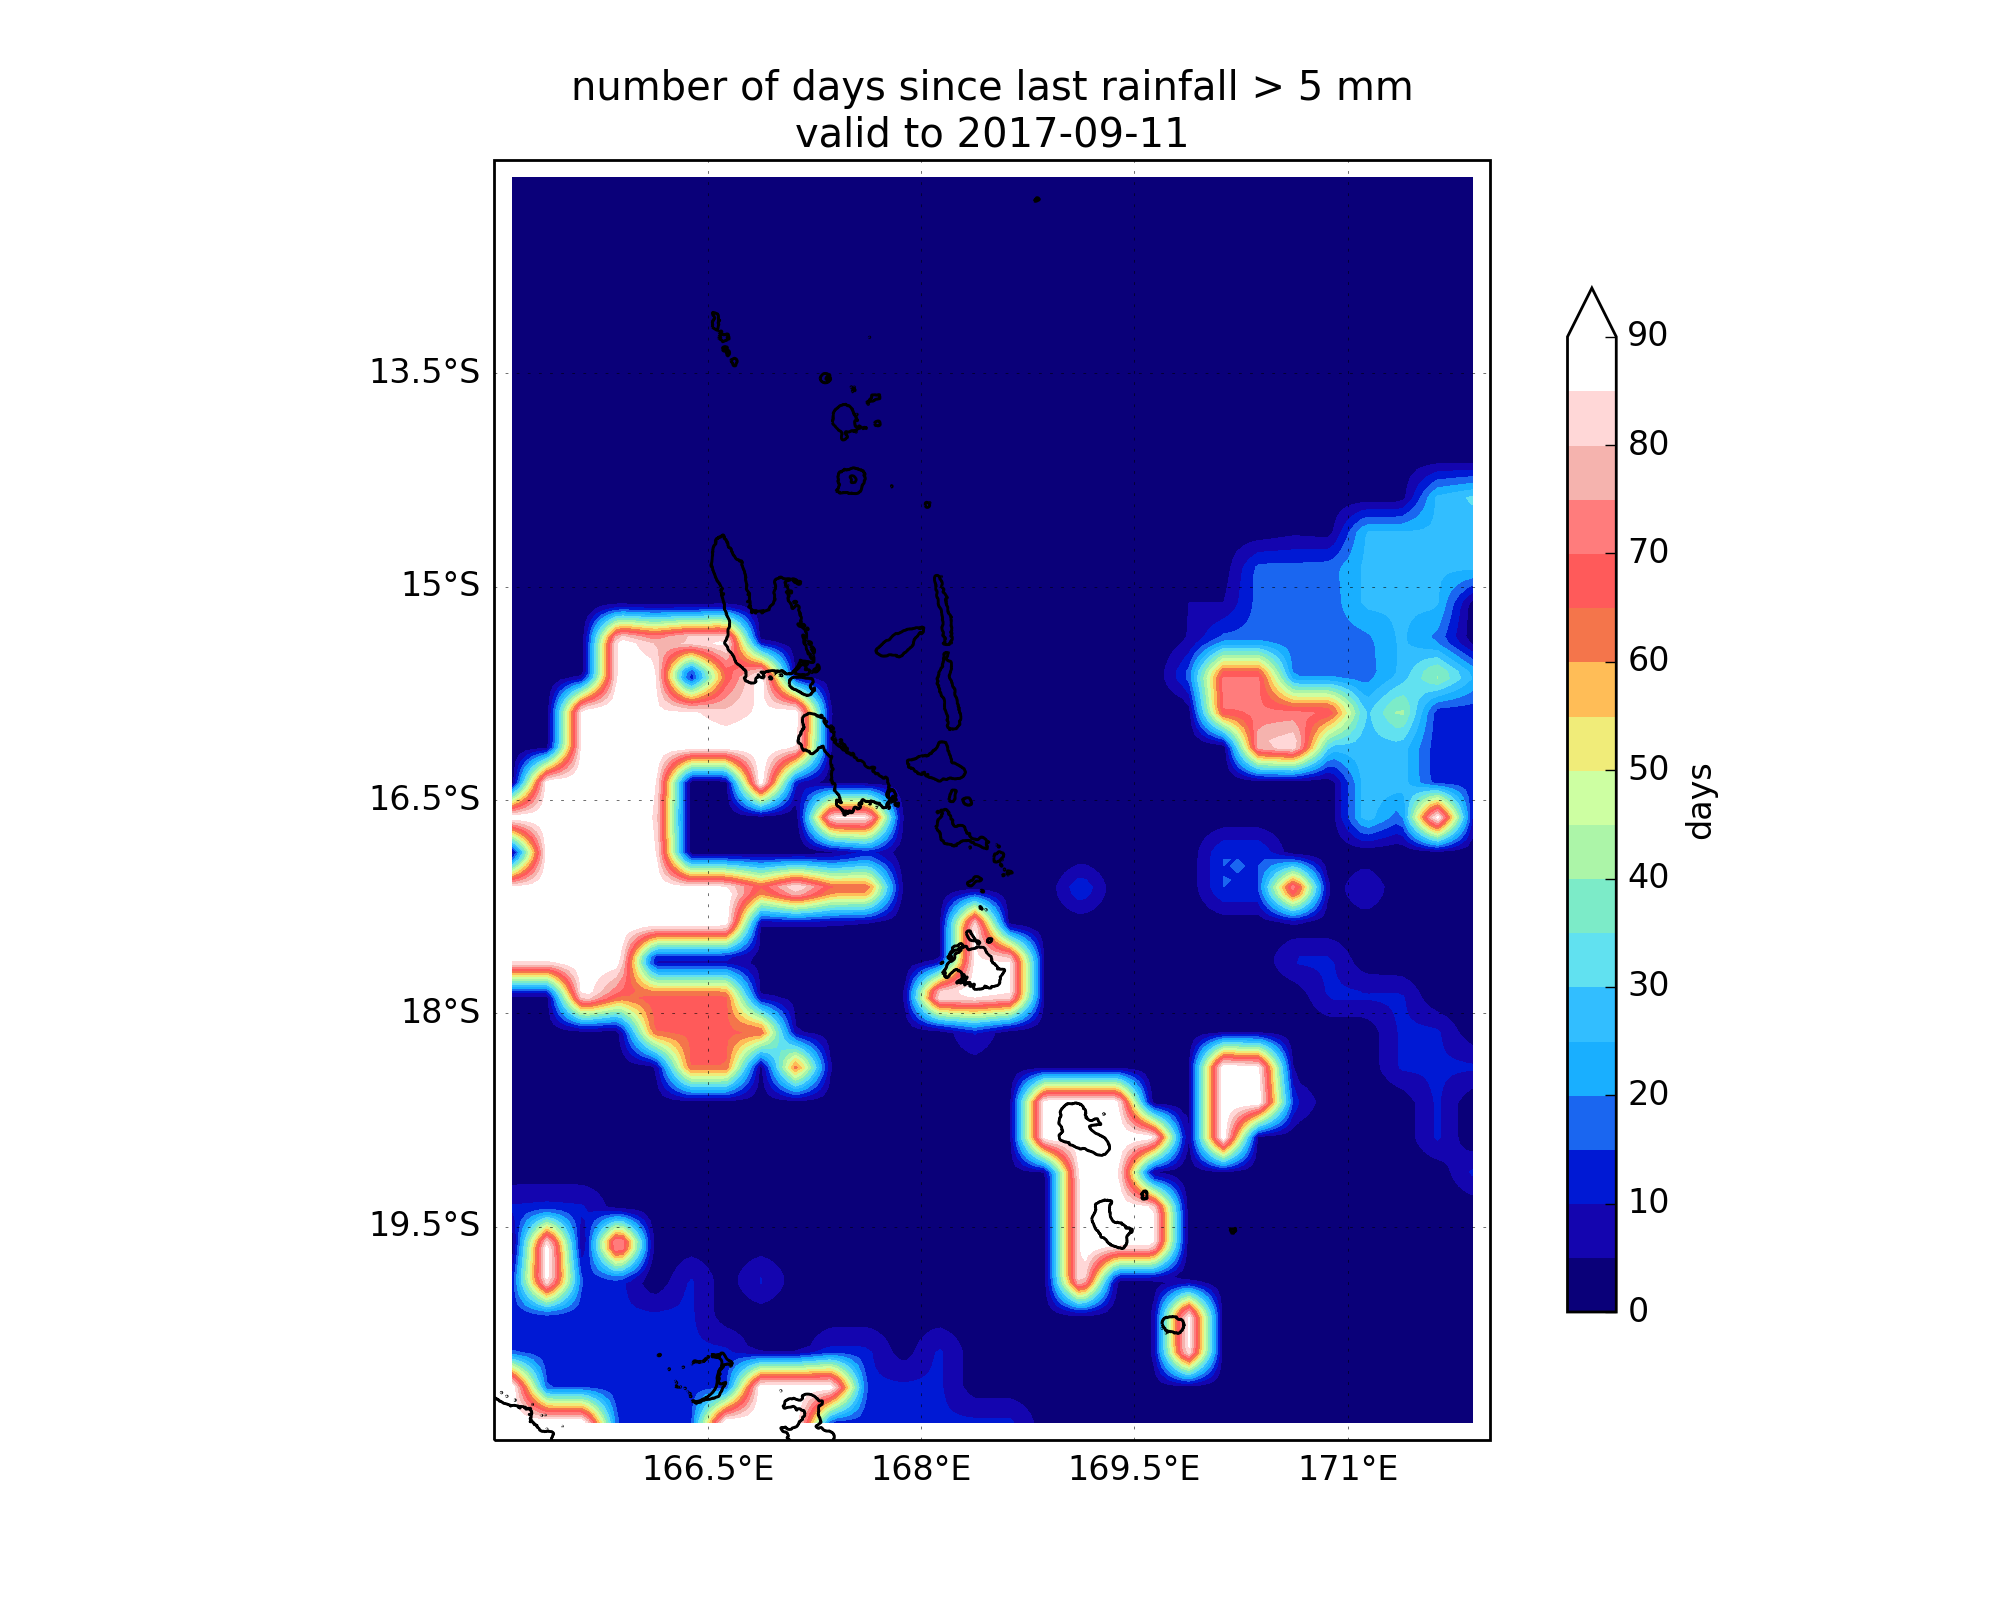 number of days since last rainfall > 5 mm
valid to 2017-09-11
13.5°S
15°S
16.5°S
18°S
19.5°S
166.5°E
168°E
169.5°E
171°E
90
80
70
60
50
40
30
20
10
0
days